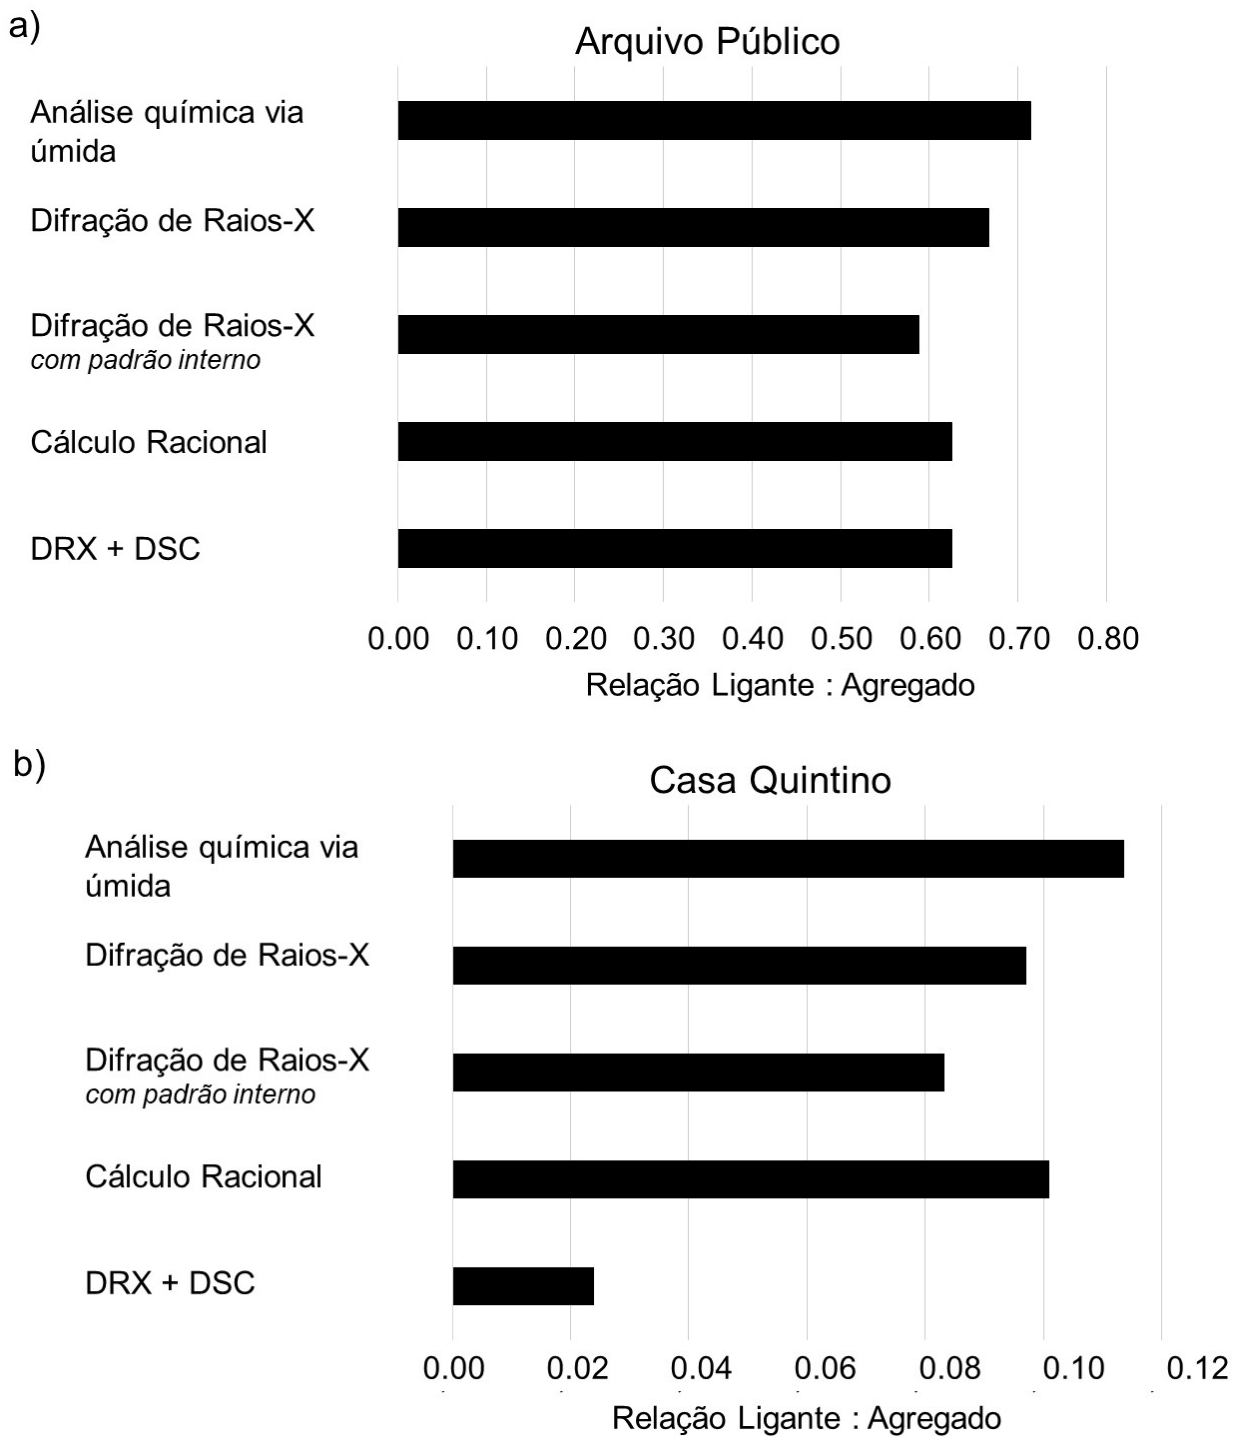 a)
Arquivo Público
Análise química via
úmida
Difração de Raios-X
Difração de Raios-X
com padrão interno
Cálculo Racional
DRX + DSC
0.00 0.10 0.20 0.30 0.40 0.50 0.60 0.70 0.80
Relação Ligante : Agregado
b)
Casa Quintino
Análise química via
úmida
Difração de Raios-X
Difração de Raios-X
com padrão interno
Cálculo Racional
DRX + DSC
0.00 0.02 0.04 0.06 0.08 0.10 0.12
Relação Ligante : Agregado